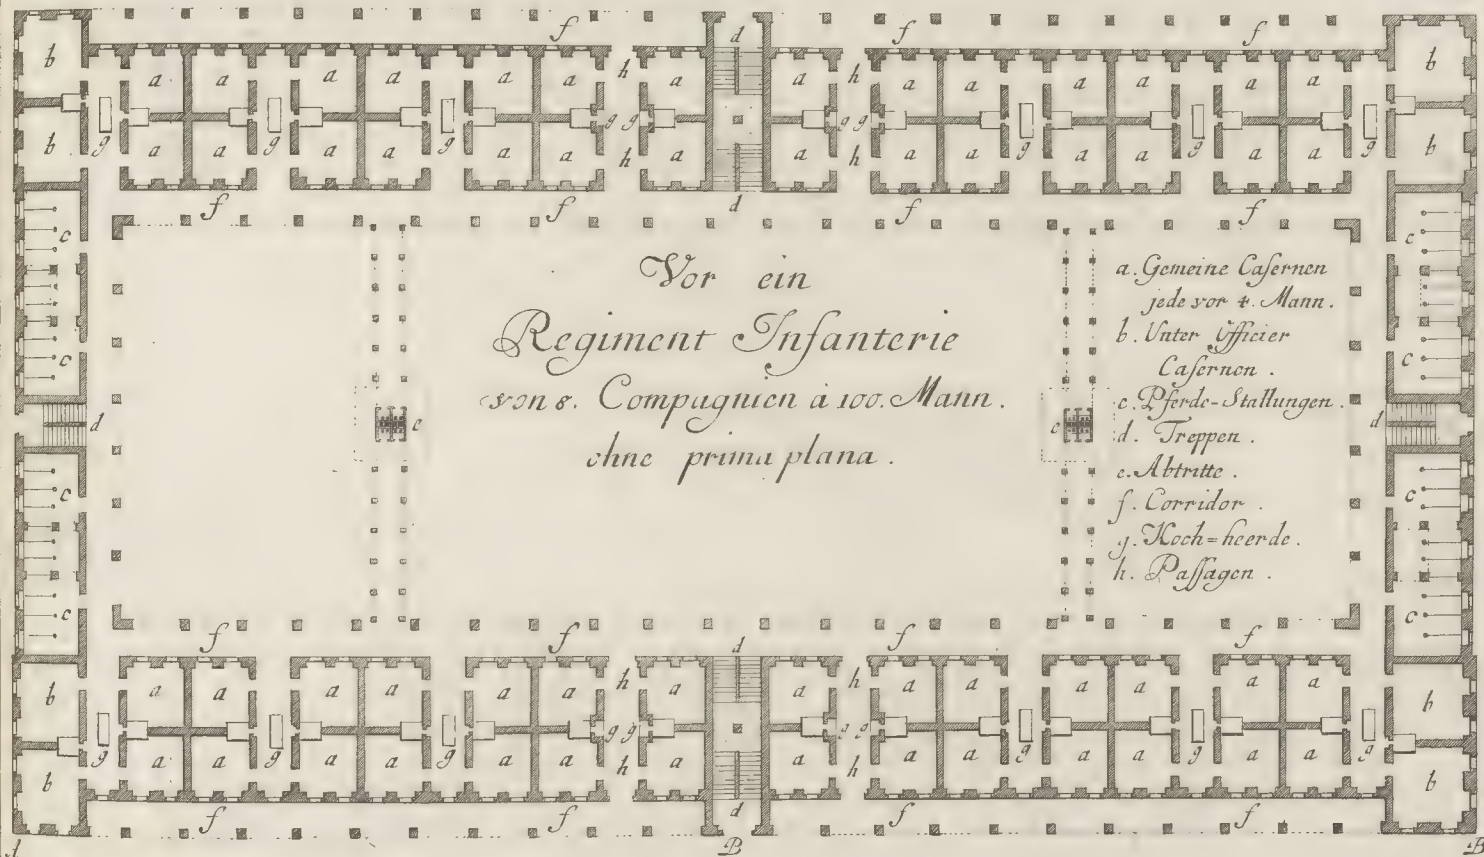 Vor ein
Regiment Infanterie
von 8. Compagnien à 100. Mann.
ohne prima plana.
a. Gemeine Casernen
jede vor 4. Mann.
b. Unter Officier
Casernen.
c. Pferde-Stallungen.
d. Treppen.
e. Abtritte.
f. Corridor.
g. Koch=heerde.
h. Passagen.
f f f
b d b
a a a a a a h a a h a a a a a a
g g g g g g g g g g
b b
a a a a a a h a a h a a a a a a
f f d f f
c c
c c
d e e d
c c
c c
f f d f f
b a a a a a a h a a h a a a a a a b
g g g g g g g g g g
b a a a a a a h a a h a a a a a a b
f f d f f
A B B